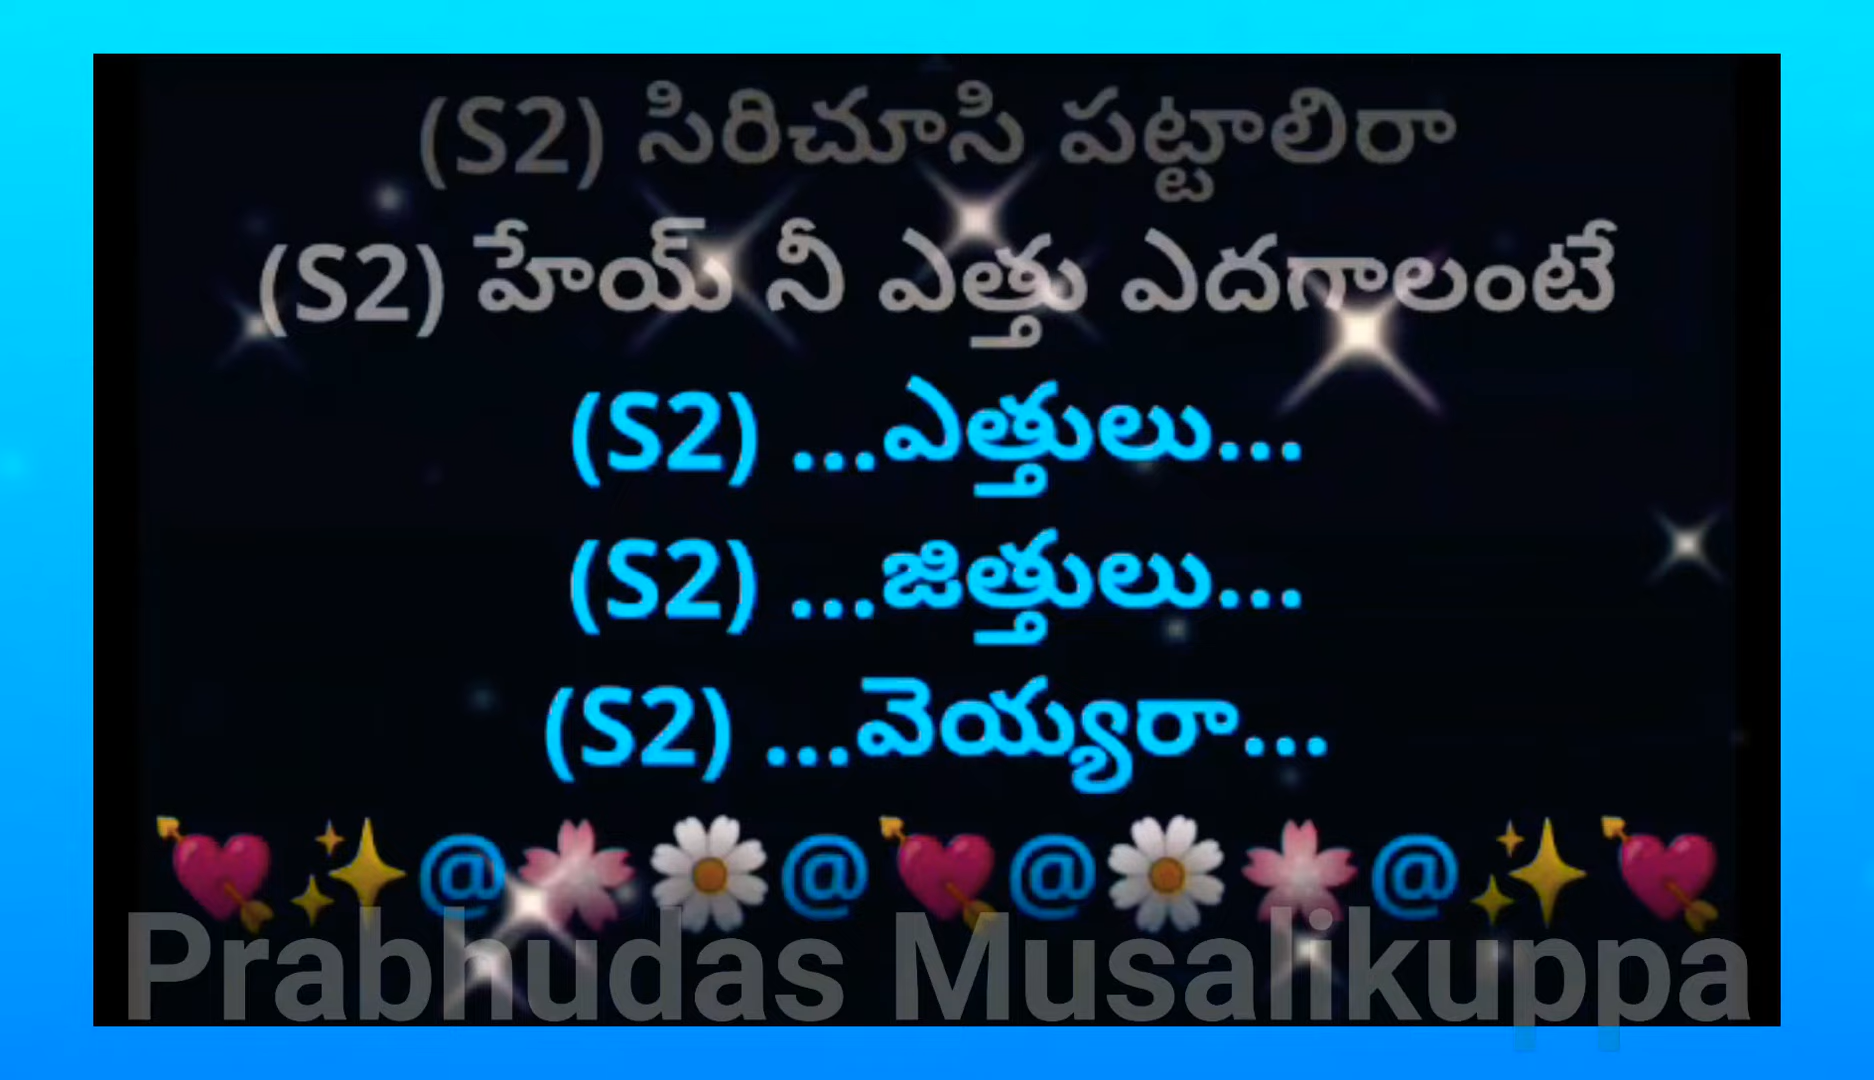 (S2) సిరిచూసి పట్టాలిరా
(S2) హేయ్ నీ ఎత్తు ఎదగాలంటే
(S2) ...ఎత్తులు...
(S2) ...జిత్తులు...
(S2) ...వెయ్యరా...
💘✨@🌸🌼@💘@🌼🌸@✨💘
Prabhudas Musalikuppa